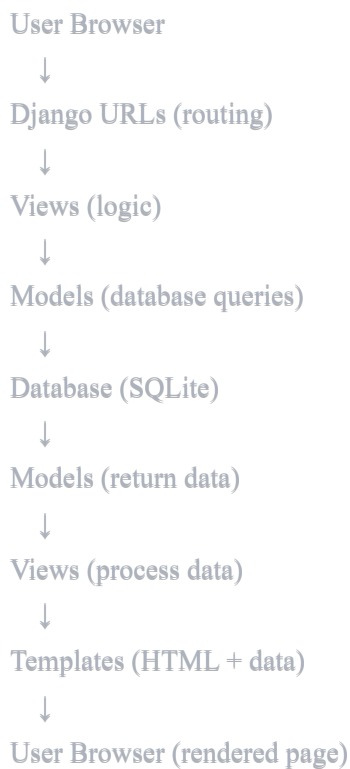 User Browser
↓
Django URLs (routing)
↓
Views (logic)
↓
Models (database queries)
↓
Database (SQLite)
↓
Models (return data)
↓
Views (process data)
↓
Templates (HTML + data)
↓
User Browser (rendered page)